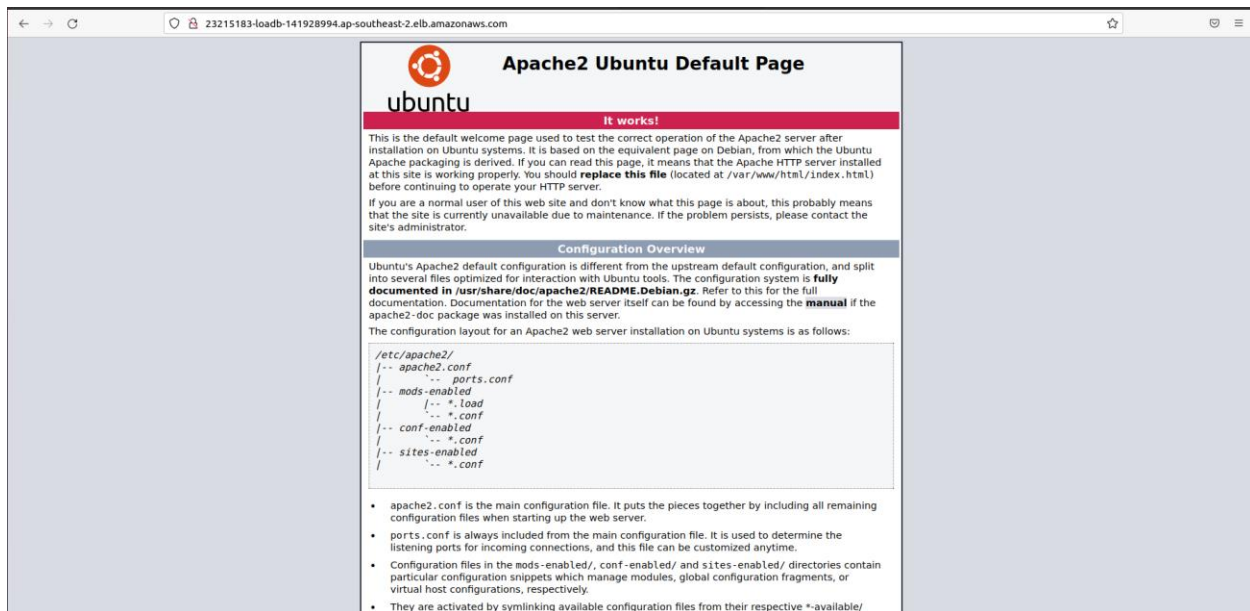 23215183-loadb-141928994.ap-southeast-2.elb.amazonaws.com
ubuntu
Apache2 Ubuntu Default Page
It works!
This is the default welcome page used to test the correct operation of the Apache2 server after
installation on Ubuntu systems. It is based on the equivalent page on Debian, from which the Ubuntu
Apache packaging is derived. If you can read this page, it means that the Apache HTTP server installed
at this site is working properly. You should replace this file (located at /var/www/html/index.html)
before continuing to operate your HTTP server.
If you are a normal user of this web site and don't know what this page is about, this probably means
that the site is currently unavailable due to maintenance. If the problem persists, please contact the
site's administrator.
Configuration Overview
Ubuntu's Apache2 default configuration is different from the upstream default configuration, and split
into several files optimized for interaction with Ubuntu tools. The configuration system is fully
documented in /usr/share/doc/apache2/README.Debian.gz. Refer to this for the full
documentation. Documentation for the web server itself can be found by accessing the manual if the
apache2-doc package was installed on this server.
The configuration layout for an Apache2 web server installation on Ubuntu systems is as follows:
/etc/apache2/
|-- apache2.conf
|       `--  ports.conf
|-- mods-enabled
|       |-- *.load
|       `-- *.conf
|-- conf-enabled
|       `-- *.conf
|-- sites-enabled
|       `-- *.conf
• apache2.conf is the main configuration file. It puts the pieces together by including all remaining
configuration files when starting up the web server.
• ports.conf is always included from the main configuration file. It is used to determine the
listening ports for incoming connections, and this file can be customized anytime.
• Configuration files in the mods-enabled/, conf-enabled/ and sites-enabled/ directories contain
particular configuration snippets which manage modules, global configuration fragments, or
virtual host configurations, respectively.
• They are activated by symlinking available configuration files from their respective *-available/